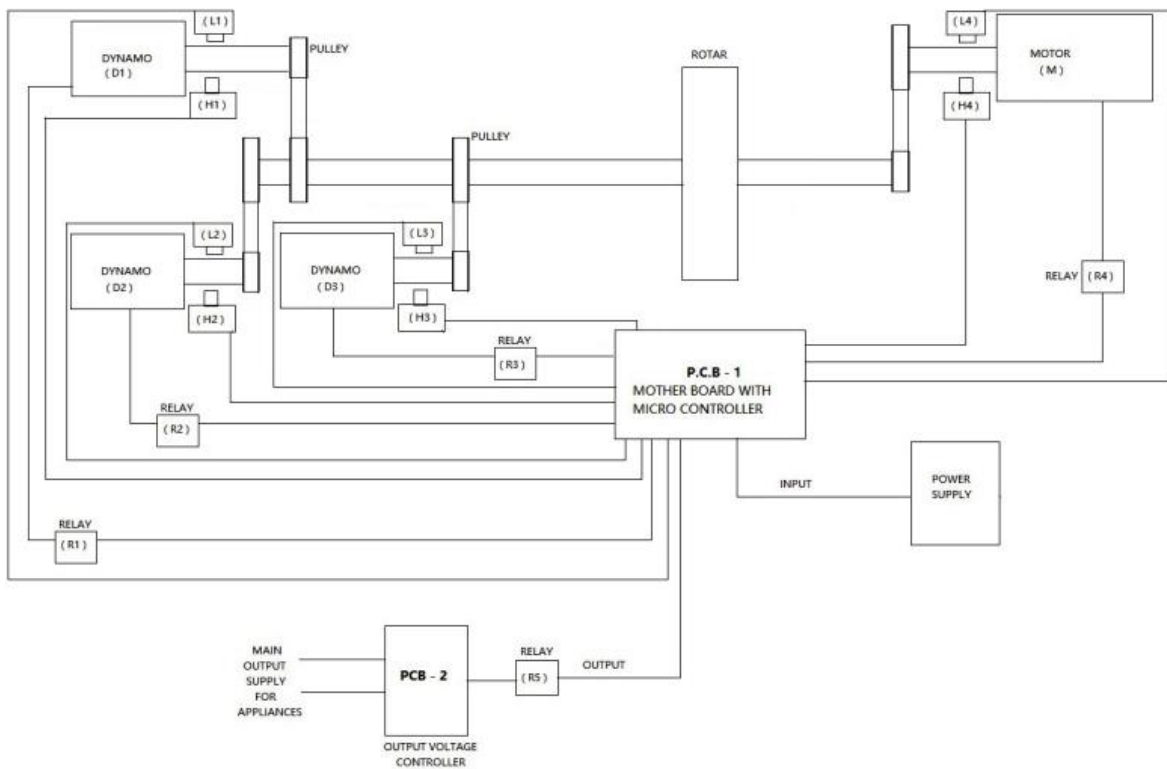 ( L1 )
DYNAMO
( D1 )
( H1 )
PULLEY
ROTAR
( L4 )
MOTOR
( M )
( H4 )
PULLEY
( L2 )
DYNAMO
( D2 )
( H2 )
( L3 )
DYNAMO
( D3 )
( H3 )
RELAY
( R4 )
RELAY
( R3 )
P.C.B - 1
MOTHER BOARD WITH
MICRO CONTROLLER
RELAY
( R2 )
INPUT
POWER
SUPPLY
RELAY
( R1 )
MAIN
OUTPUT
SUPPLY
FOR
APPLIANCES
PCB - 2
RELAY
( R5 )
OUTPUT
OUTPUT VOLTAGE
CONTROLLER